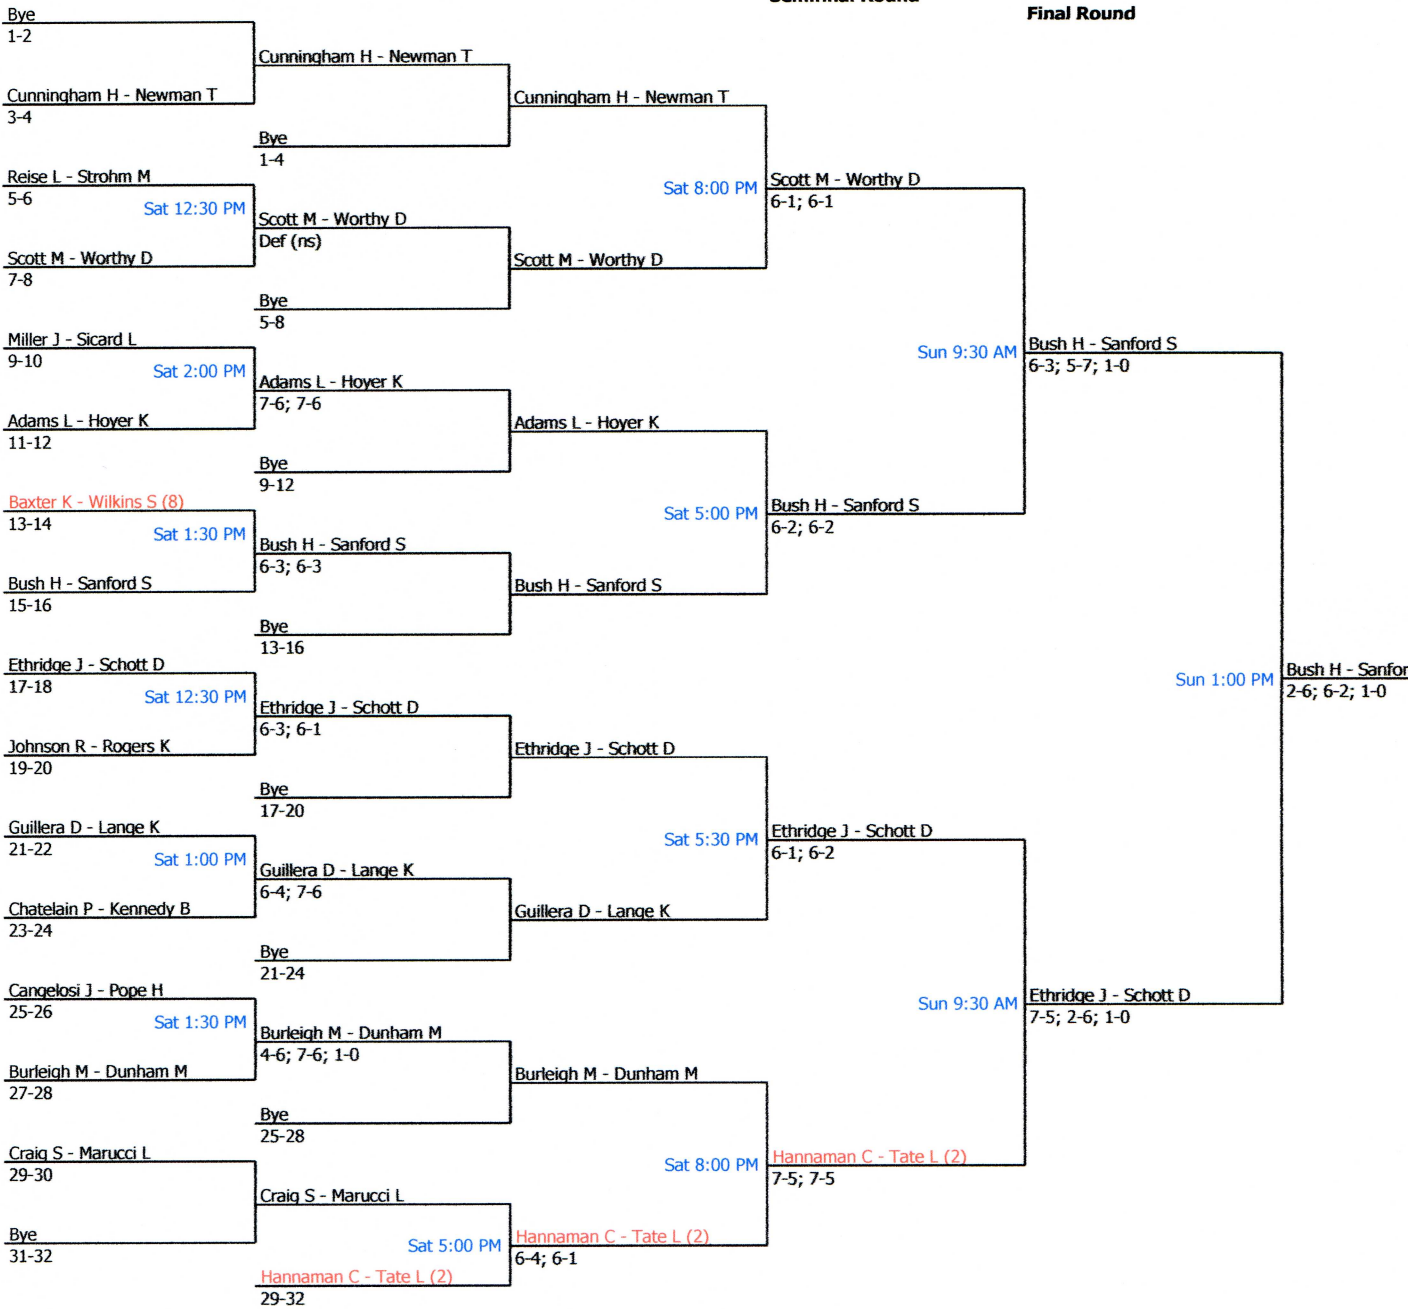 Semifinal Round
Final Round
Bye
1-2
Cunningham H - Newman T
Cunningham H - Newman T
3-4
Cunningham H - Newman T
Bye
1-4
Reise L - Strohm M
5-6
Sat 12:30 PM
Scott M - Worthy D
Def (ns)
Sat 8:00 PM
Scott M - Worthy D
6-1; 6-1
Scott M - Worthy D
7-8
Scott M - Worthy D
Bye
5-8
Miller J - Sicard L
9-10
Sat 2:00 PM
Adams L - Hoyer K
7-6; 7-6
Sun 9:30 AM
Bush H - Sanford S
6-3; 5-7; 1-0
Adams L - Hoyer K
11-12
Adams L - Hoyer K
Bye
9-12
Baxter K - Wilkins S (8)
13-14
Sat 1:30 PM
Bush H - Sanford S
6-3; 6-3
Sat 5:00 PM
Bush H - Sanford S
6-2; 6-2
Bush H - Sanford S
15-16
Bush H - Sanford S
Bye
13-16
Ethridge J - Schott D
17-18
Sat 12:30 PM
Ethridge J - Schott D
6-3; 6-1
Sun 1:00 PM
Bush H - Sanfor
2-6; 6-2; 1-0
Johnson R - Rogers K
19-20
Ethridge J - Schott D
Bye
17-20
Guillera D - Lange K
21-22
Sat 1:00 PM
Guillera D - Lange K
6-4; 7-6
Sat 5:30 PM
Ethridge J - Schott D
6-1; 6-2
Chatelain P - Kennedy B
23-24
Guillera D - Lange K
Bye
21-24
Cangelosi J - Pope H
25-26
Sat 1:30 PM
Burleigh M - Dunham M
4-6; 7-6; 1-0
Sun 9:30 AM
Ethridge J - Schott D
7-5; 2-6; 1-0
Burleigh M - Dunham M
27-28
Burleigh M - Dunham M
Bye
25-28
Craig S - Marucci L
29-30
Craig S - Marucci L
Sat 8:00 PM
Hannaman C - Tate L (2)
7-5; 7-5
Bye
31-32
Sat 5:00 PM
Hannaman C - Tate L (2)
6-4; 6-1
Hannaman C - Tate L (2)
29-32